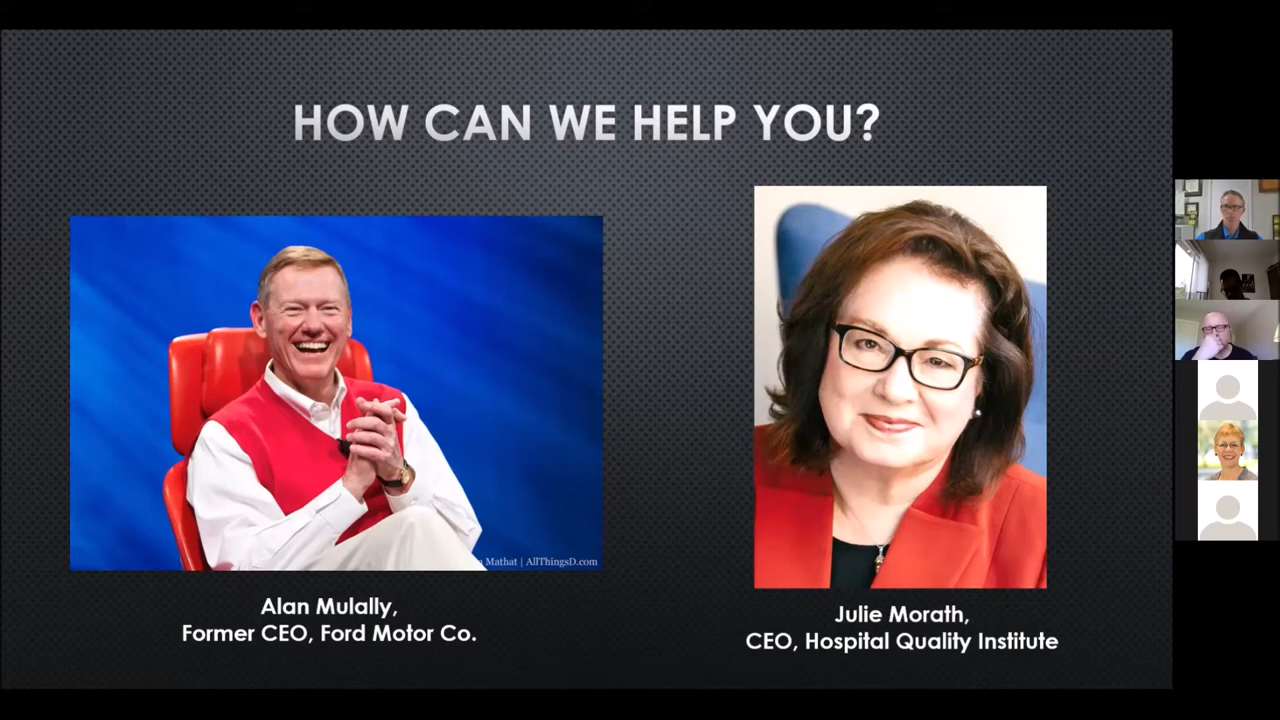 HOW CAN WE HELP YOU?
Mathat | AllThingsD.com
Alan Mulally,
Former CEO, Ford Motor Co.
Julie Morath,
CEO, Hospital Quality Institute